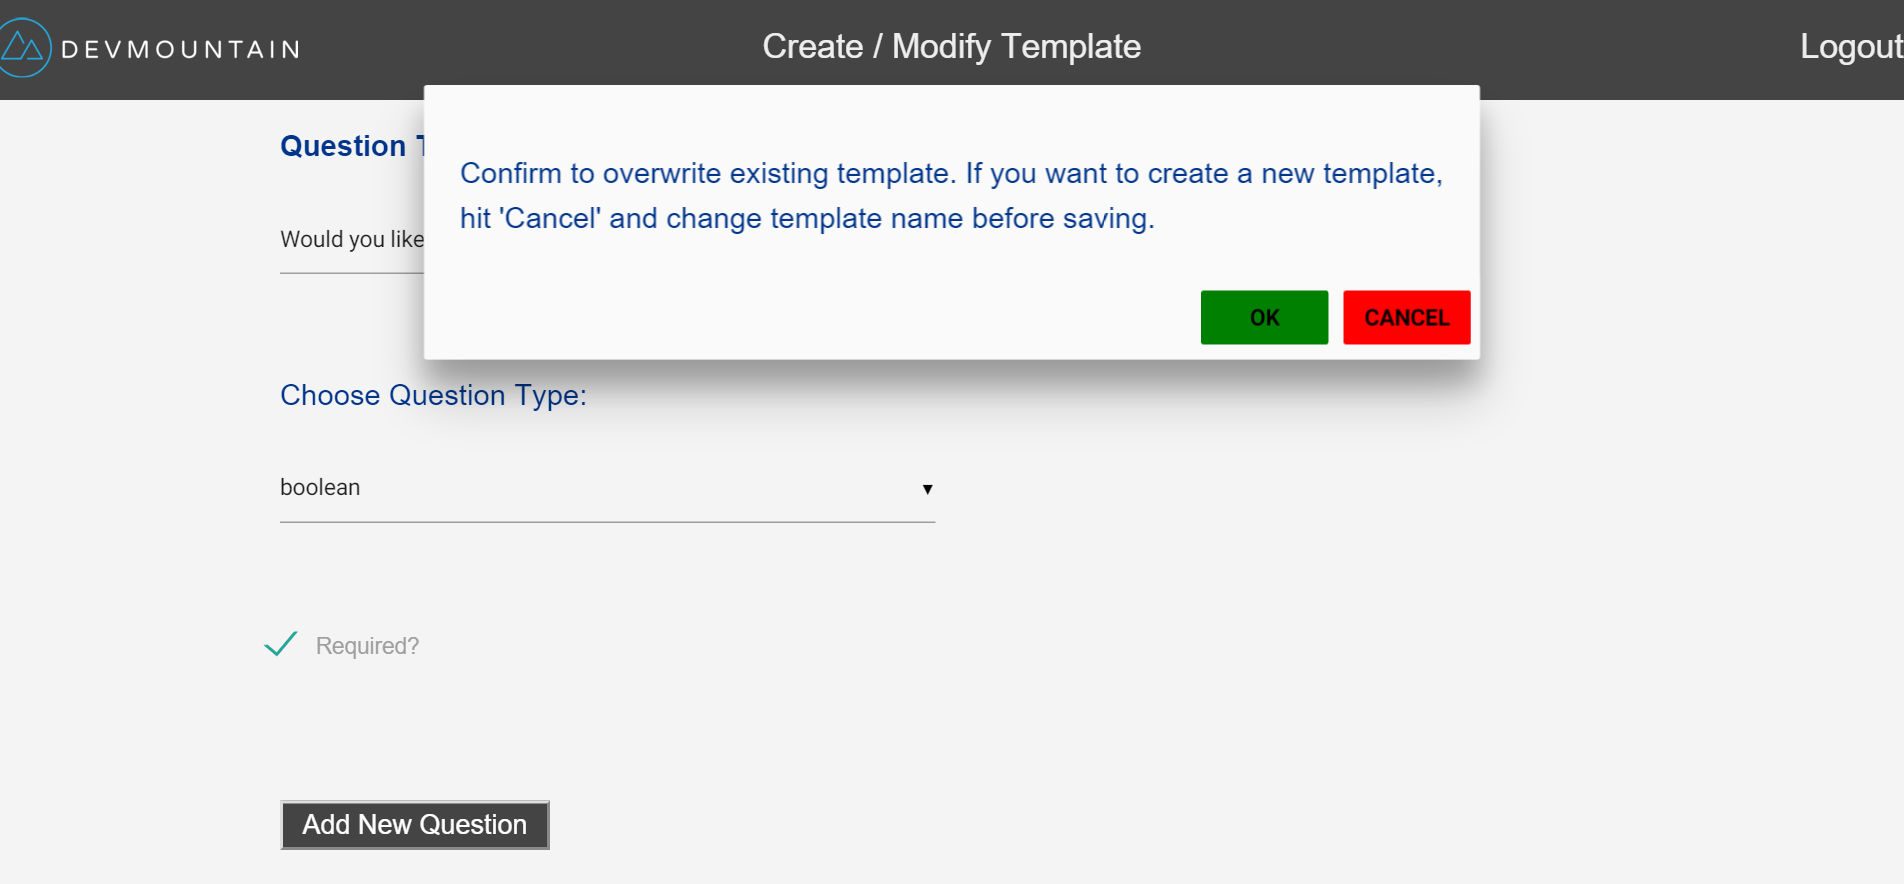 DEVMOUNTAIN
Create / Modify Template
Logout
Question
Confirm to overwrite existing template. If you want to create a new template,
hit 'Cancel' and change template name before saving.
Would you like
OK
CANCEL
Choose Question Type:
boolean
Required?
Add New Question